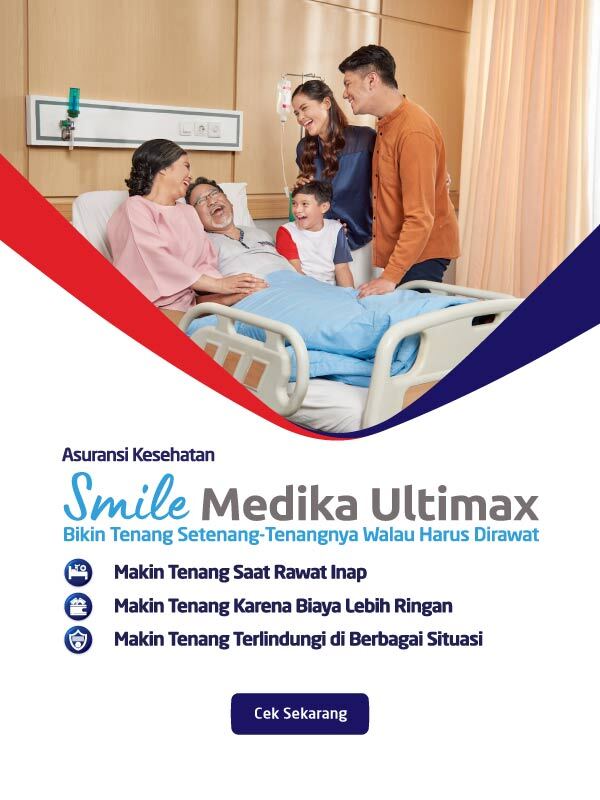 Asuransi Kesehatan
Smile Medika Ultimax
Bikin Tenang Setenang-Tenangnya Walau Harus Dirawat
Makin Tenang Saat Rawat Inap
Makin Tenang Karena Biaya Lebih Ringan
Makin Tenang Terlindungi di Berbagai Situasi
Cek Sekarang